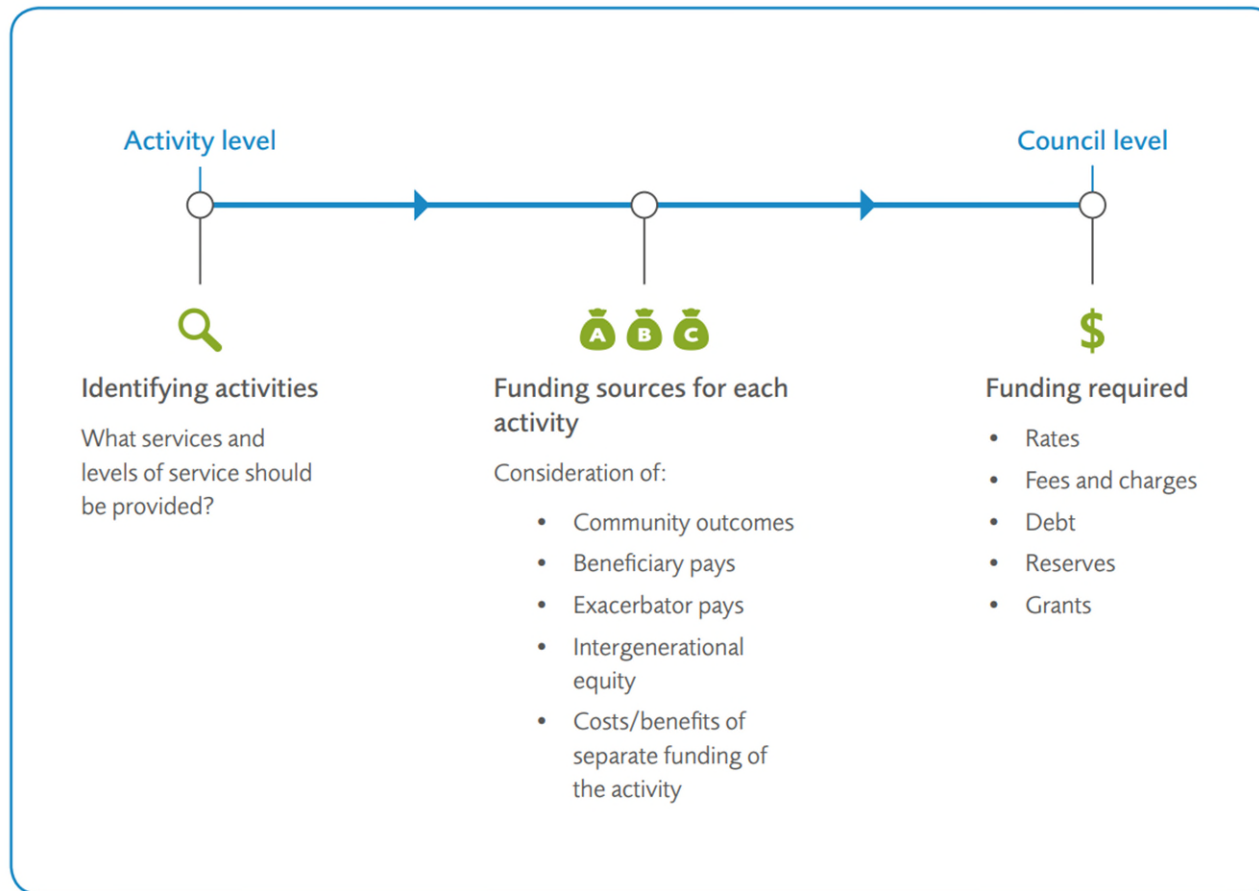 Activity level
Council level
A B C
$
Identifying activities
What services and
levels of service should
be provided?
Funding sources for each
activity
Consideration of:
• Community outcomes
• Beneficiary pays
• Exacerbator pays
• Intergenerational
equity
• Costs/benefits of
separate funding of
the activity
Funding required
• Rates
• Fees and charges
• Debt
• Reserves
• Grants